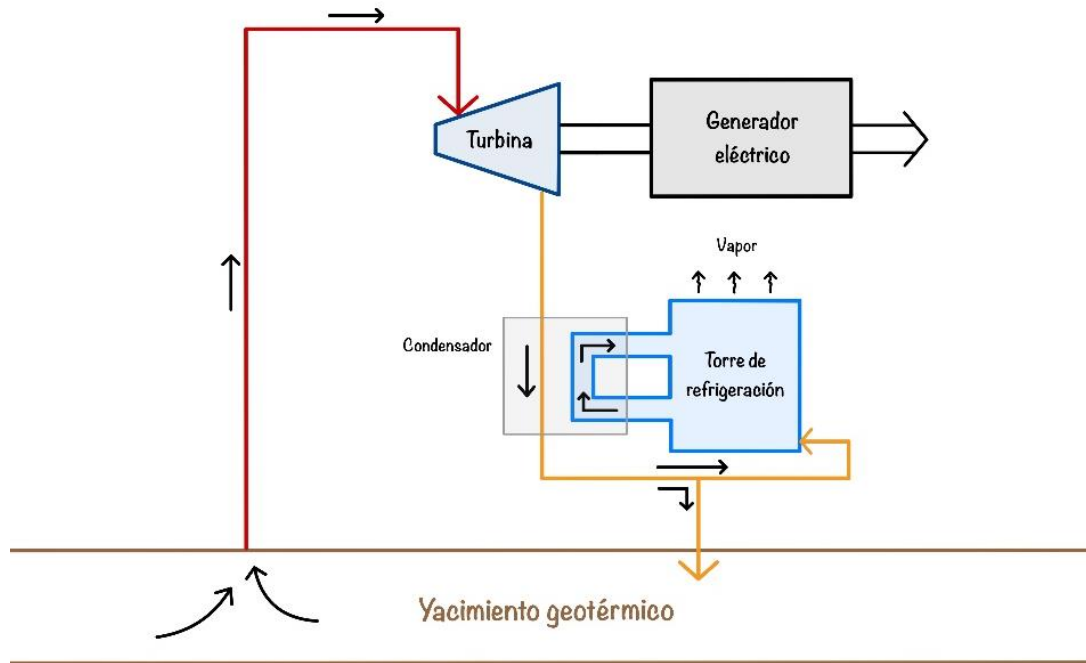 Turbina
Generador
eléctrico
Vapor
Condensador
Torre de
refrigeración
Yacimiento geotérmico